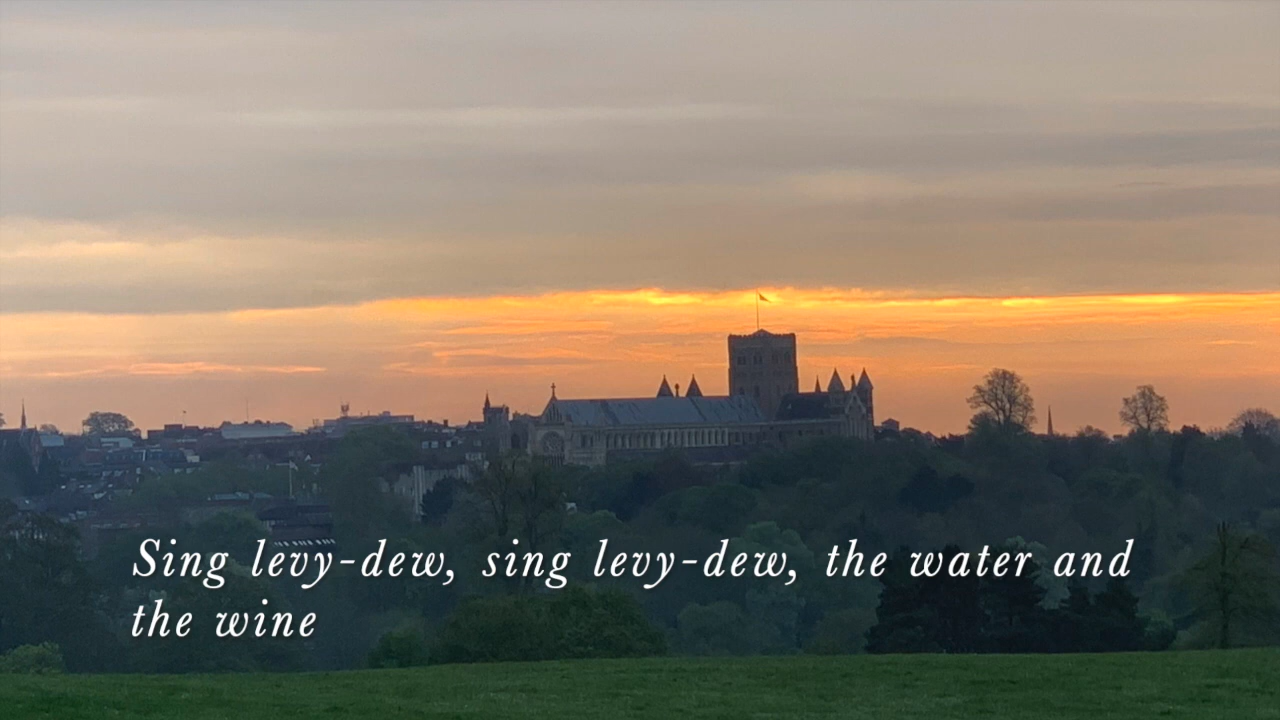 Sing levy-dew, sing levy-dew, the water and
the wine